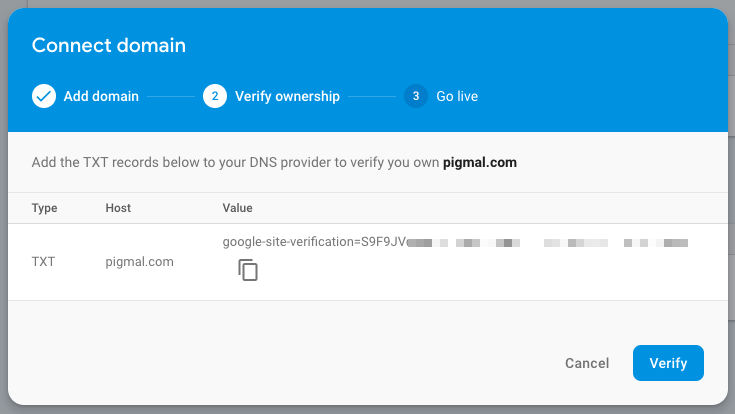 Connect domain
Add domain
2 Verify ownership
3 Go live
Add the TXT records below to your DNS provider to verify you own pigmal.com
Type Host Value
google-site-verification=S9F9JV
TXT pigmal.com
Cancel Verify